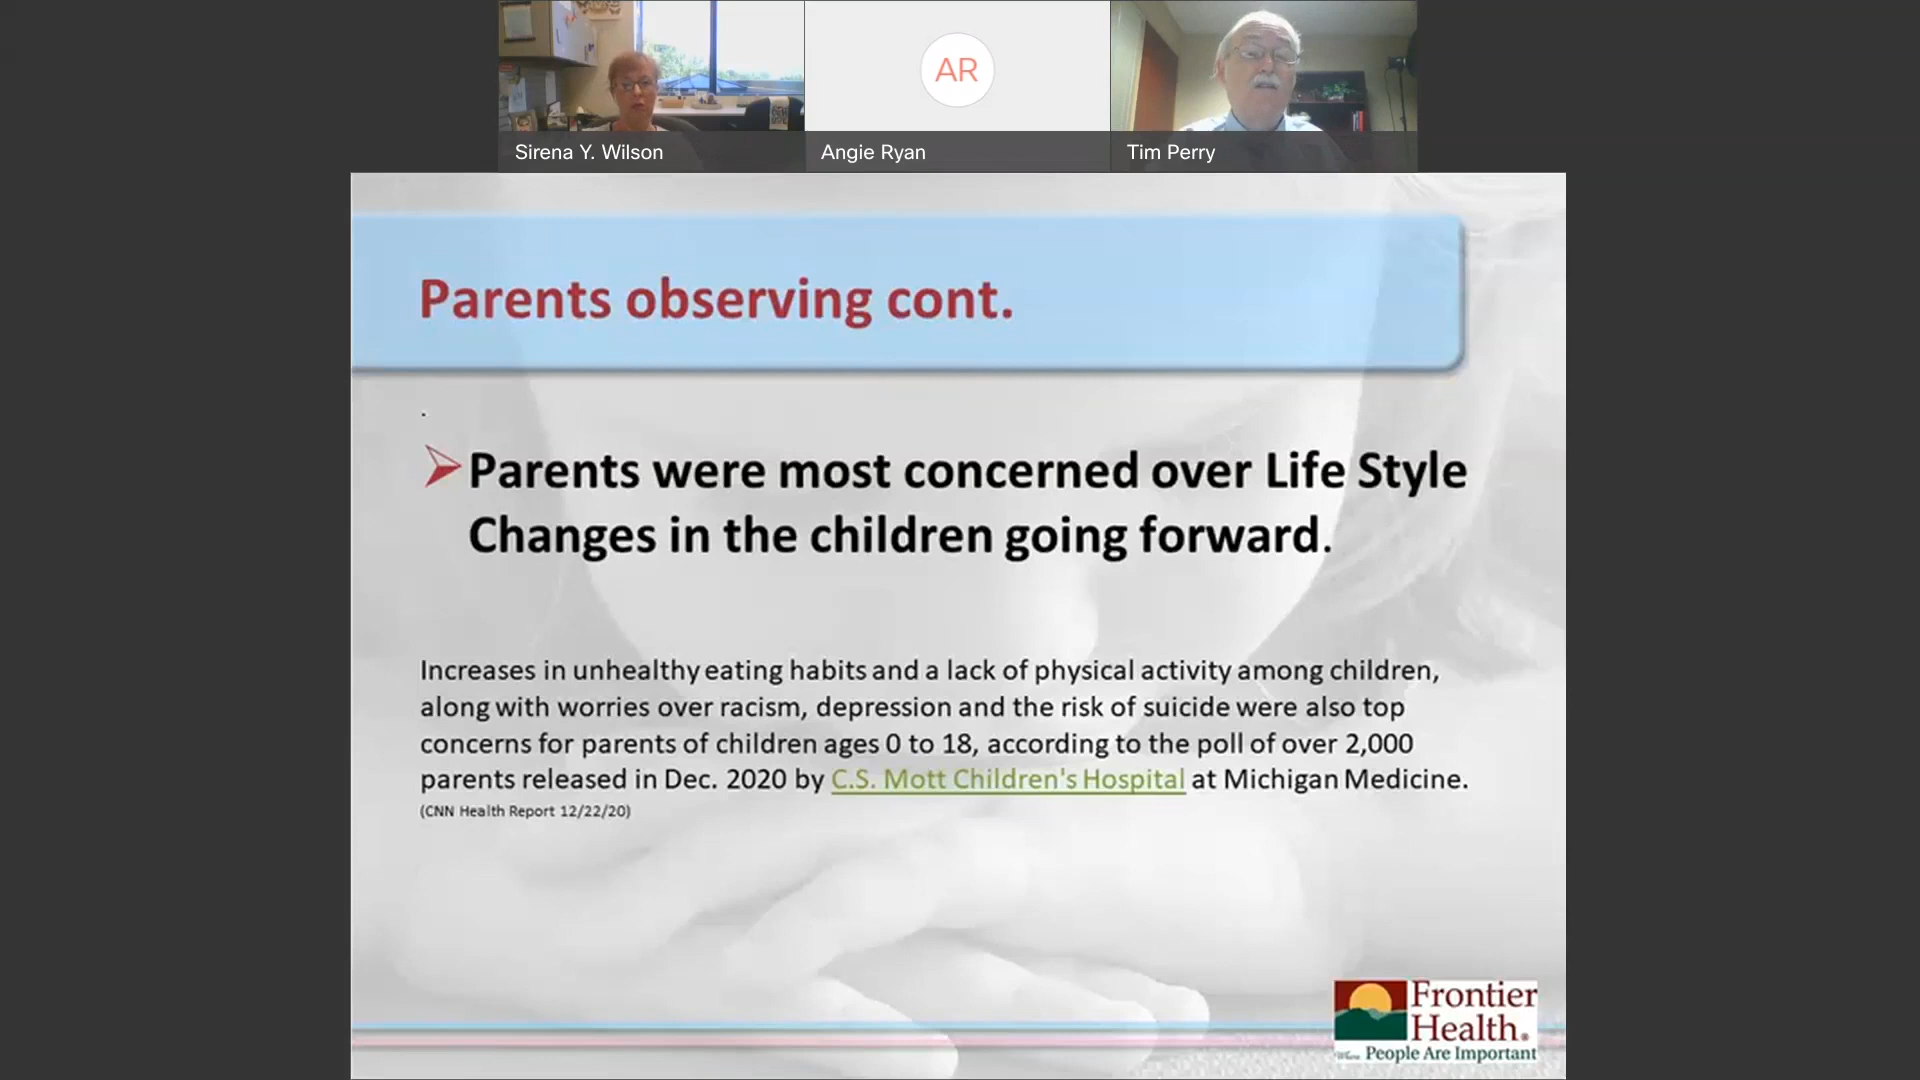 AR
Sirena Y. Wilson
Angie Ryan
Tim Perry
Parents observing cont.
.
Parents were most concerned over Life Style
Changes in the children going forward.
Increases in unhealthy eating habits and a lack of physical activity among children,
along with worries over racism, depression and the risk of suicide were also top
concerns for parents of children ages 0 to 18, according to the poll of over 2,000
parents released in Dec. 2020 by C.S. Mott Children's Hospital at Michigan Medicine.
(CNN Health Report 12/22/20)
Frontier
Health®
Where People Are Important